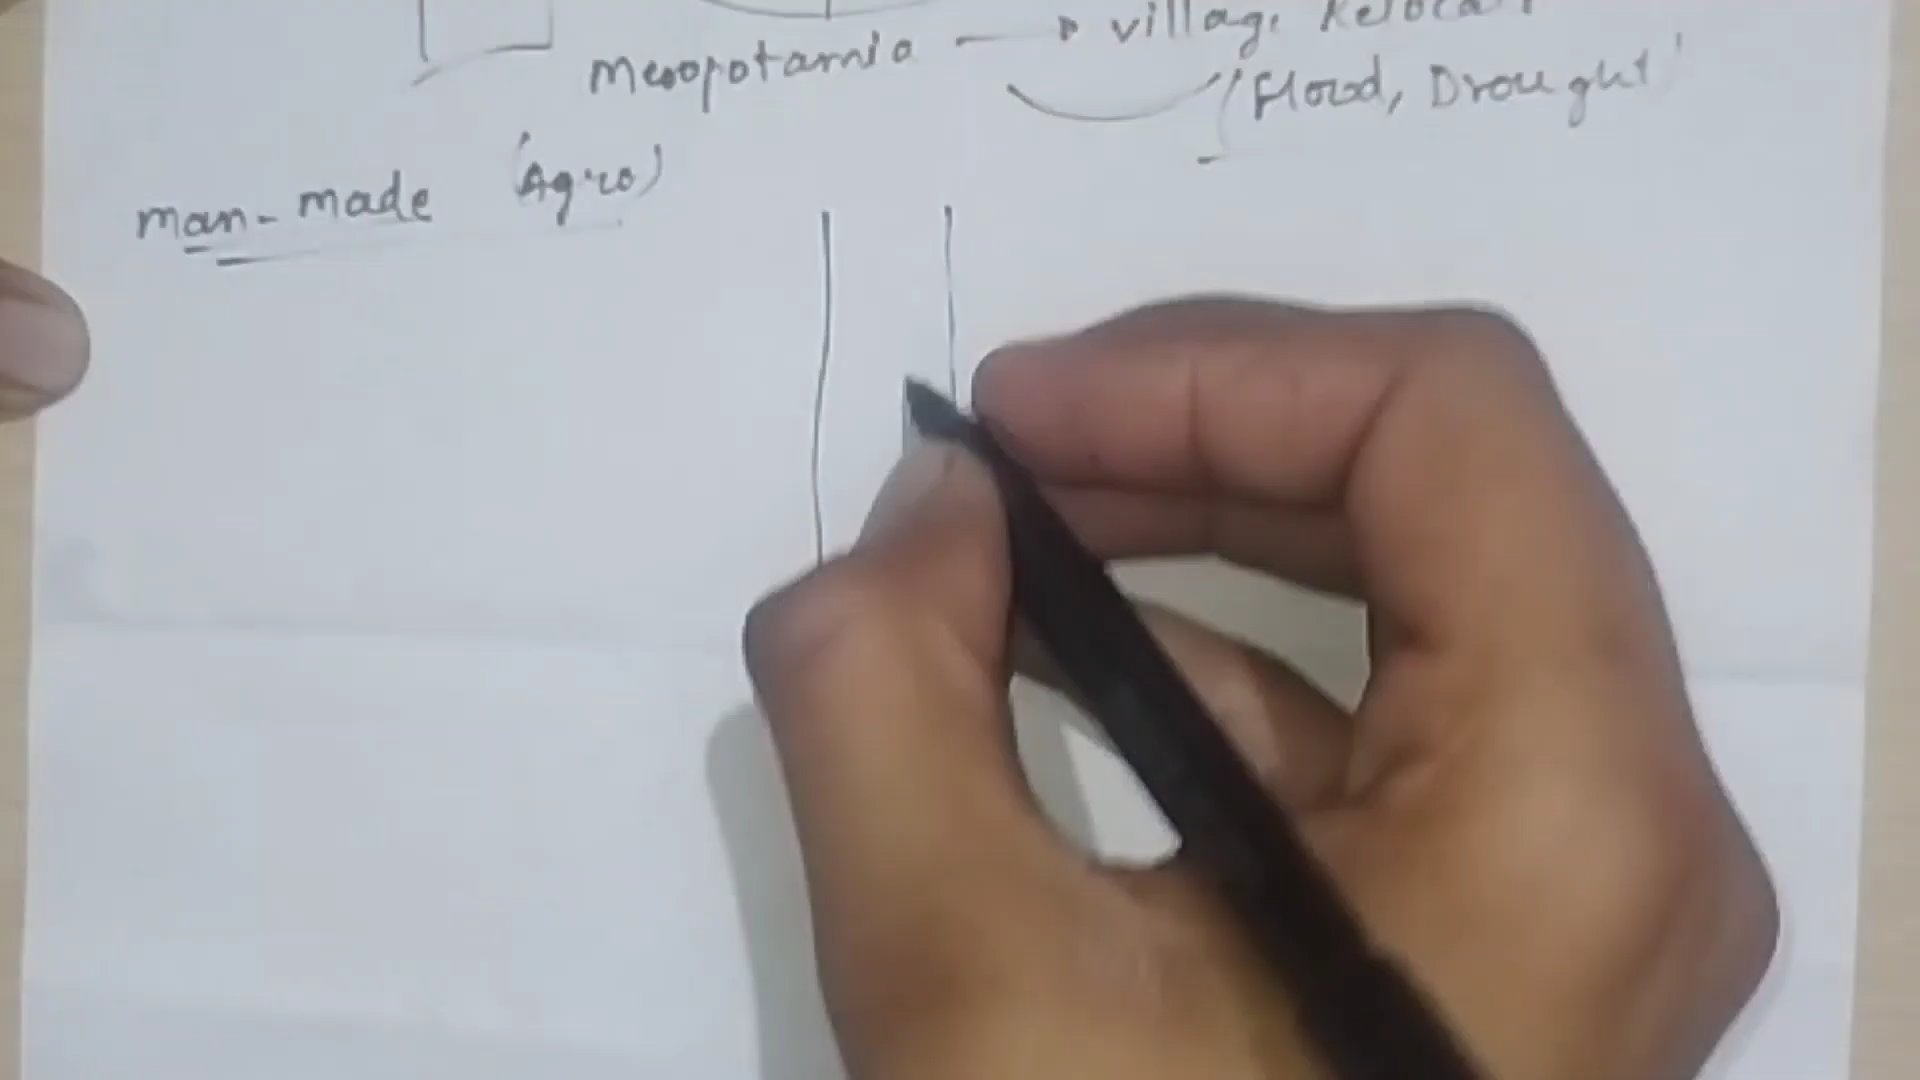 Mesopotamia → village
(Flood, Drought
man-made (Agro)